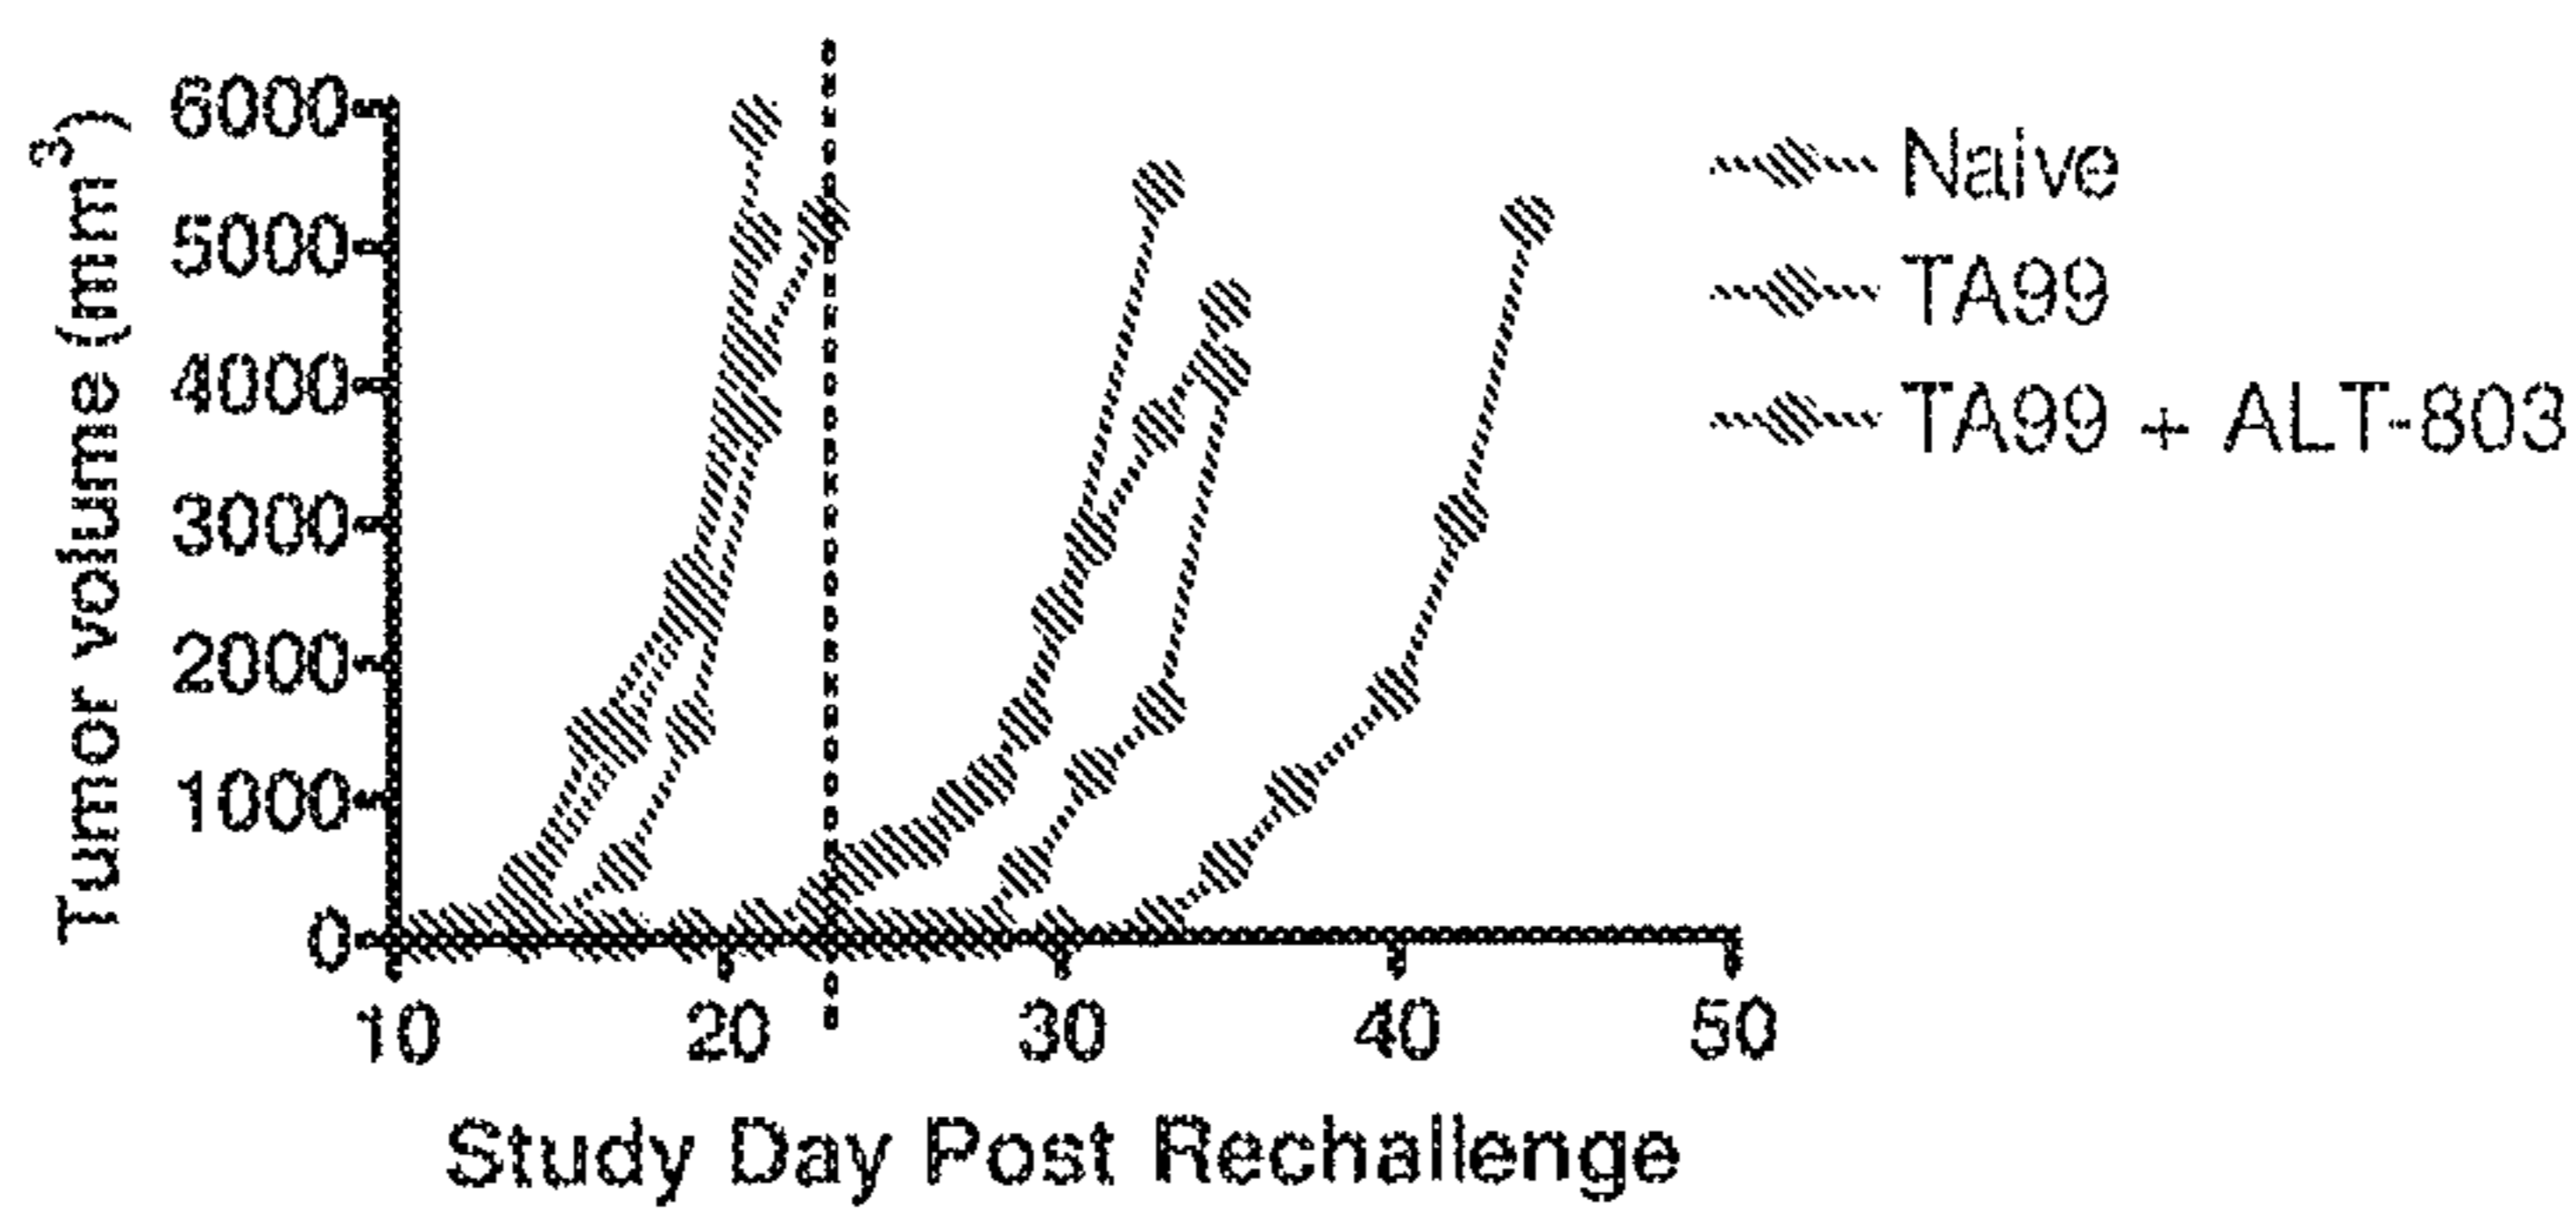 Tumor volume (mm³)
6000
5000
4000
3000
2000
1000
0
10 20 30 40 50
Study Day Post Rechallenge
Naive
TA99
TA99 + ALT-803